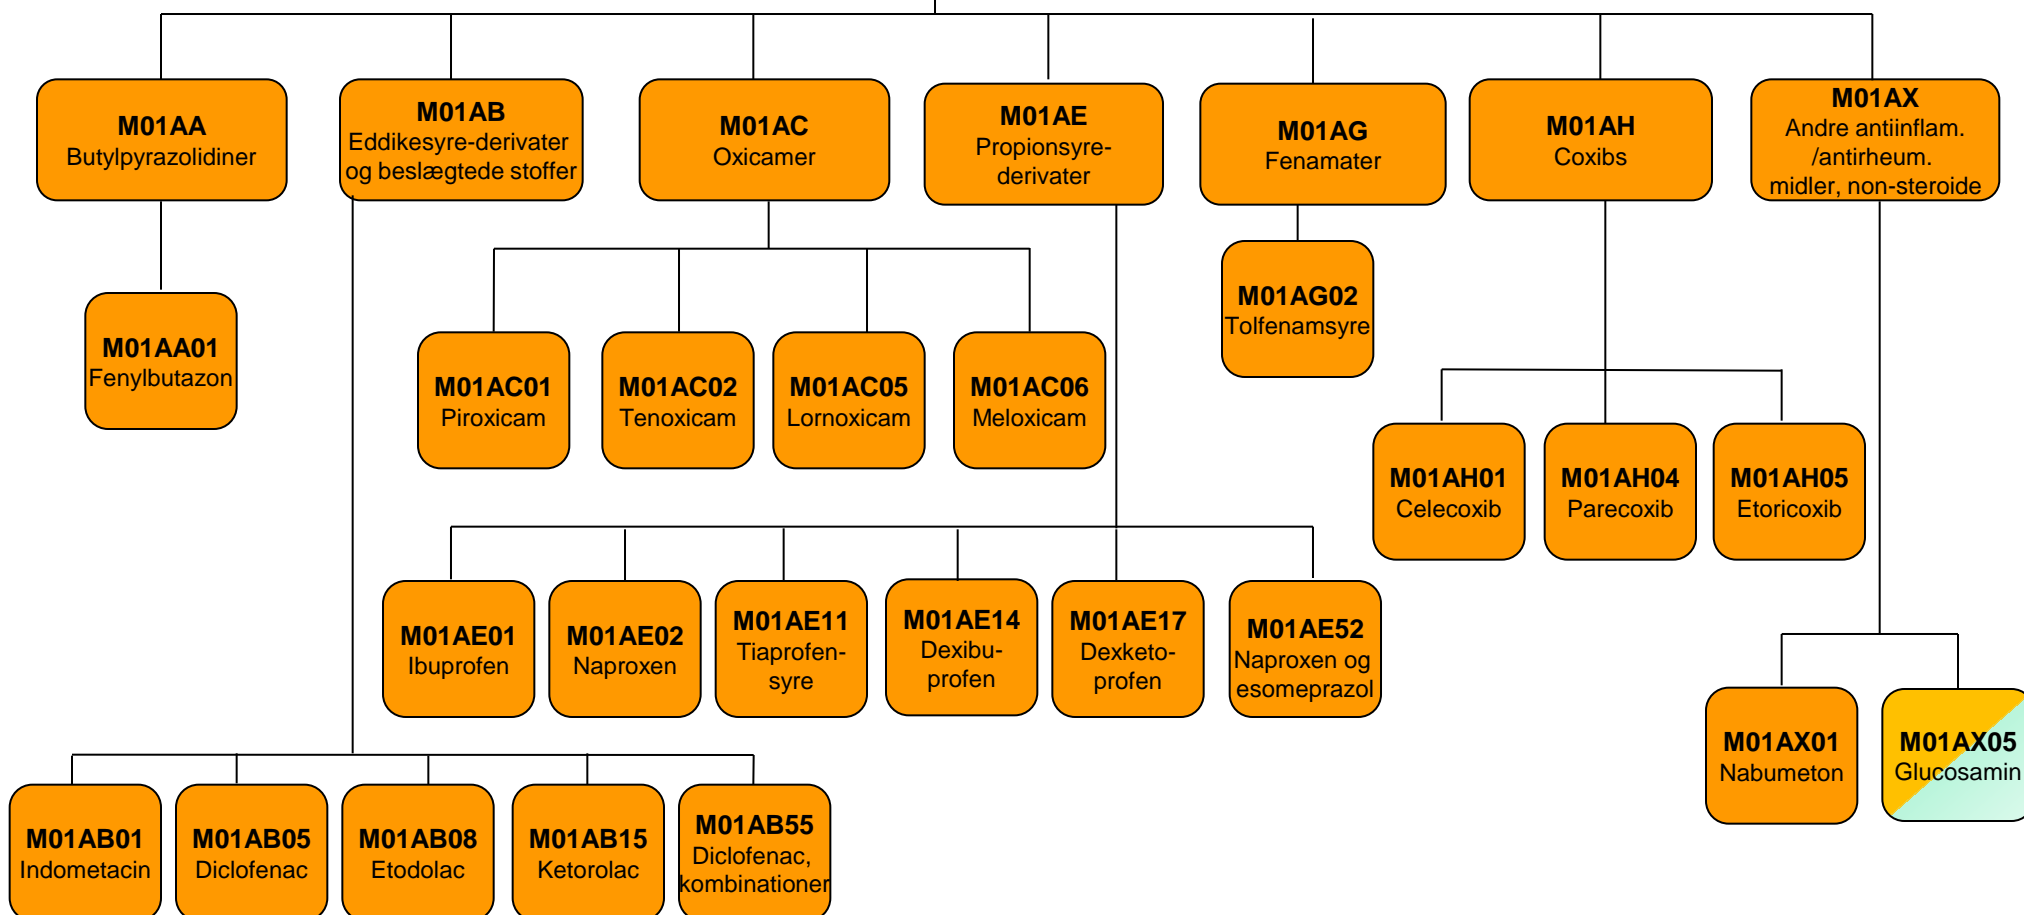 M01AA
Butylpyrazolidiner
M01AB
Eddikesyre-derivater
og beslægtede stoffer
M01AC
Oxicamer
M01AE
Propionsyre-
derivater
M01AG
Fenamater
M01AH
Coxibs
M01AX
Andre antiinflam.
/antirheum.
midler, non-steroide
M01AA01
Fenylbutazon
M01AG02
Tolfenamsyre
M01AC01
Piroxicam
M01AC02
Tenoxicam
M01AC05
Lornoxicam
M01AC06
Meloxicam
M01AH01
Celecoxib
M01AH04
Parecoxib
M01AH05
Etoricoxib
M01AE01
Ibuprofen
M01AE02
Naproxen
M01AE11
Tiaprofen-
syre
M01AE14
Dexibu-
profen
M01AE17
Dexketo-
profen
M01AE52
Naproxen og
esomeprazol
M01AX01
Nabumeton
M01AX05
Glucosamin
M01AB01
Indometacin
M01AB05
Diclofenac
M01AB08
Etodolac
M01AB15
Ketorolac
M01AB55
Diclofenac,
kombinationer